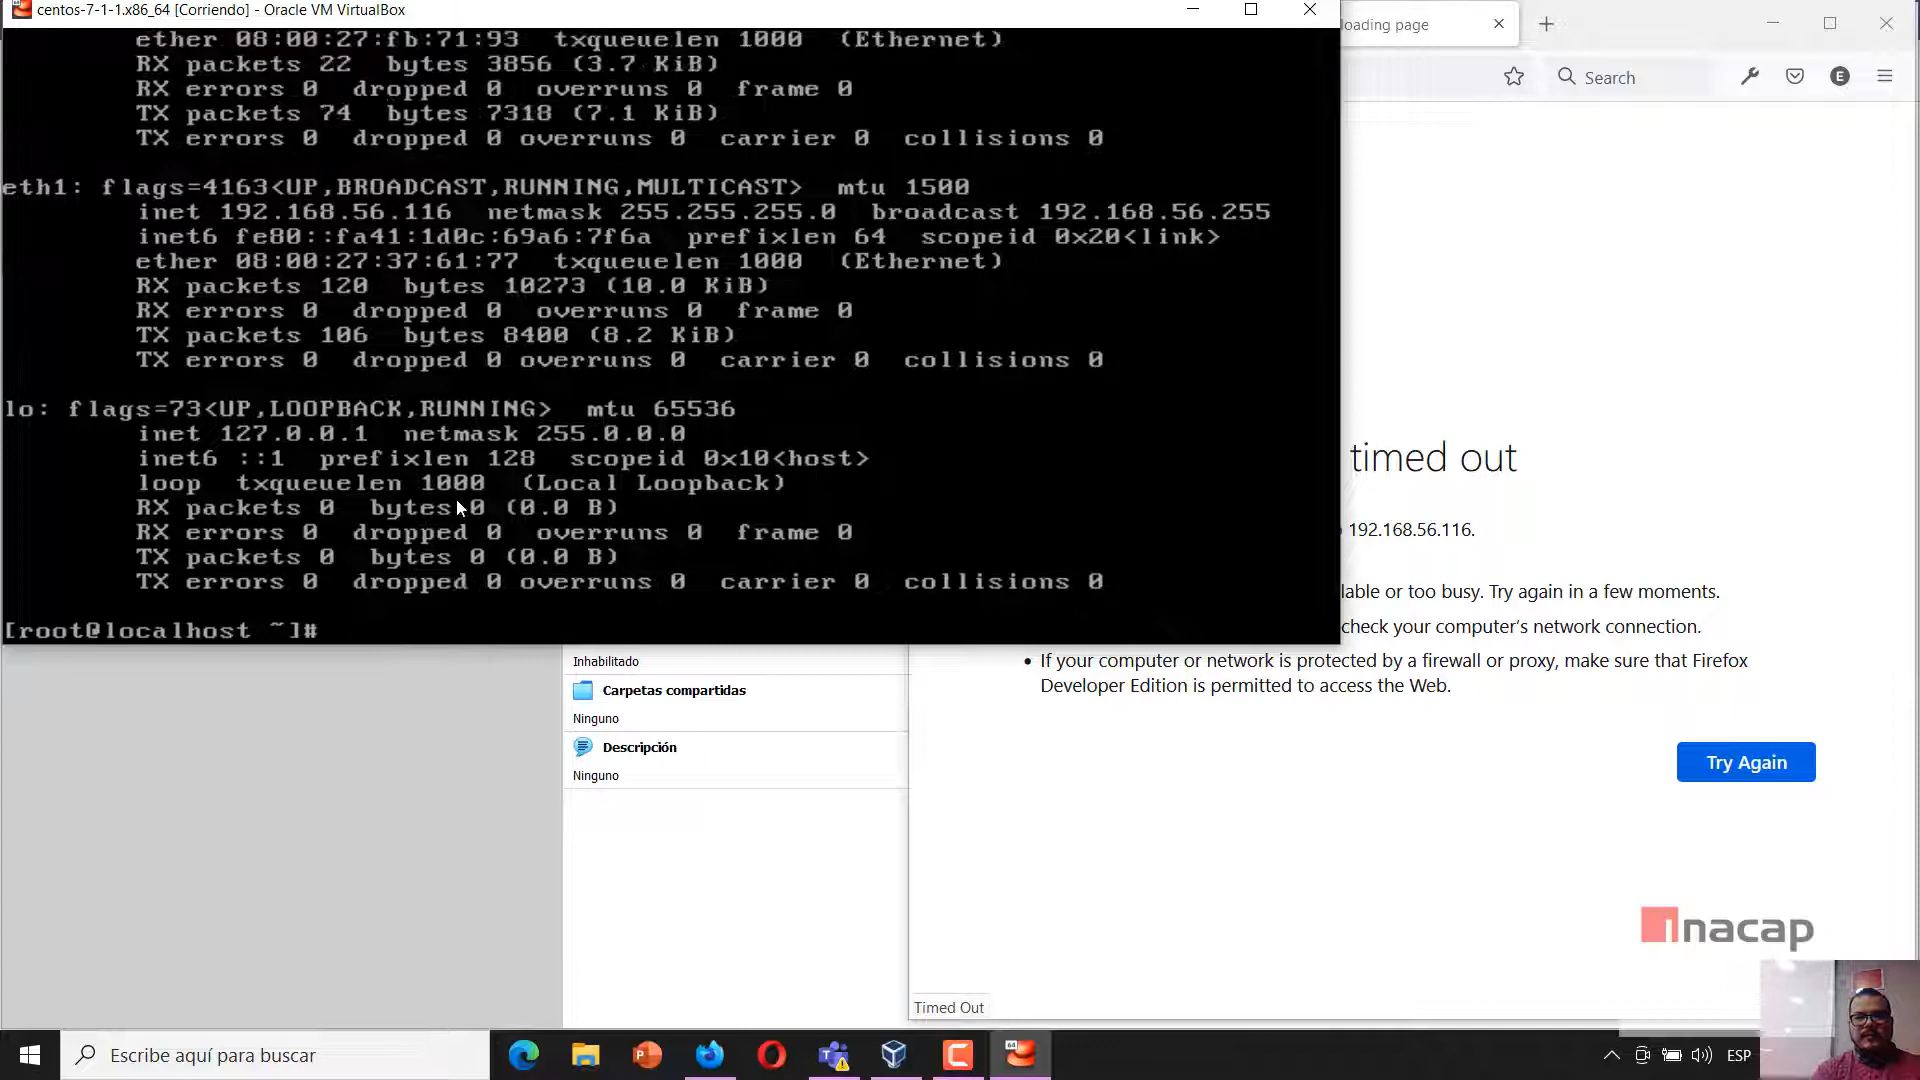 centos-7-1-1.x86_64 [Corriendo] - Oracle VM VirtualBox
loading page
Search
E
ether 08:00:27:fb:71:93 txqueuelen 1000 (Ethernet)
RX packets 22 bytes 3856 (3.7 KiB)
RX errors 0 dropped 0 overruns 0 frame 0
TX packets 74 bytes 7318 (7.1 KiB)
TX errors 0 dropped 0 overruns 0 carrier 0 collisions 0
eth1: flags=4163<UP,BROADCAST,RUNNING,MULTICAST> mtu 1500
inet 192.168.56.116 netmask 255.255.255.0 broadcast 192.168.56.255
inet6 fe80::fa41:1d0c:69a6:7f6a prefixlen 64 scopeid 0x20<link>
ether 08:00:27:37:61:77 txqueuelen 1000 (Ethernet)
RX packets 120 bytes 10273 (10.0 KiB)
RX errors 0 dropped 0 overruns 0 frame 0
TX packets 106 bytes 8400 (8.2 KiB)
TX errors 0 dropped 0 overruns 0 carrier 0 collisions 0
lo: flags=73<UP,LOOPBACK,RUNNING> mtu 65536
inet 127.0.0.1 netmask 255.0.0.0
inet6 ::1 prefixlen 128 scopeid 0x10<host>
loop txqueuelen 1000 (Local Loopback)
RX packets 0 bytes 0 (0.0 B)
RX errors 0 dropped 0 overruns 0 frame 0
TX packets 0 bytes 0 (0.0 B)
TX errors 0 dropped 0 overruns 0 carrier 0 collisions 0
[root@localhost ~]#
timed out
192.168.56.116.
lable or too busy. Try again in a few moments.
check your computer's network connection.
• If your computer or network is protected by a firewall or proxy, make sure that Firefox
Developer Edition is permitted to access the Web.
Try Again
Inhabilitado
Carpetas compartidas
Ninguno
Descripción
Ninguno
inacap
Timed Out
Escribe aquí para buscar
64
ESP